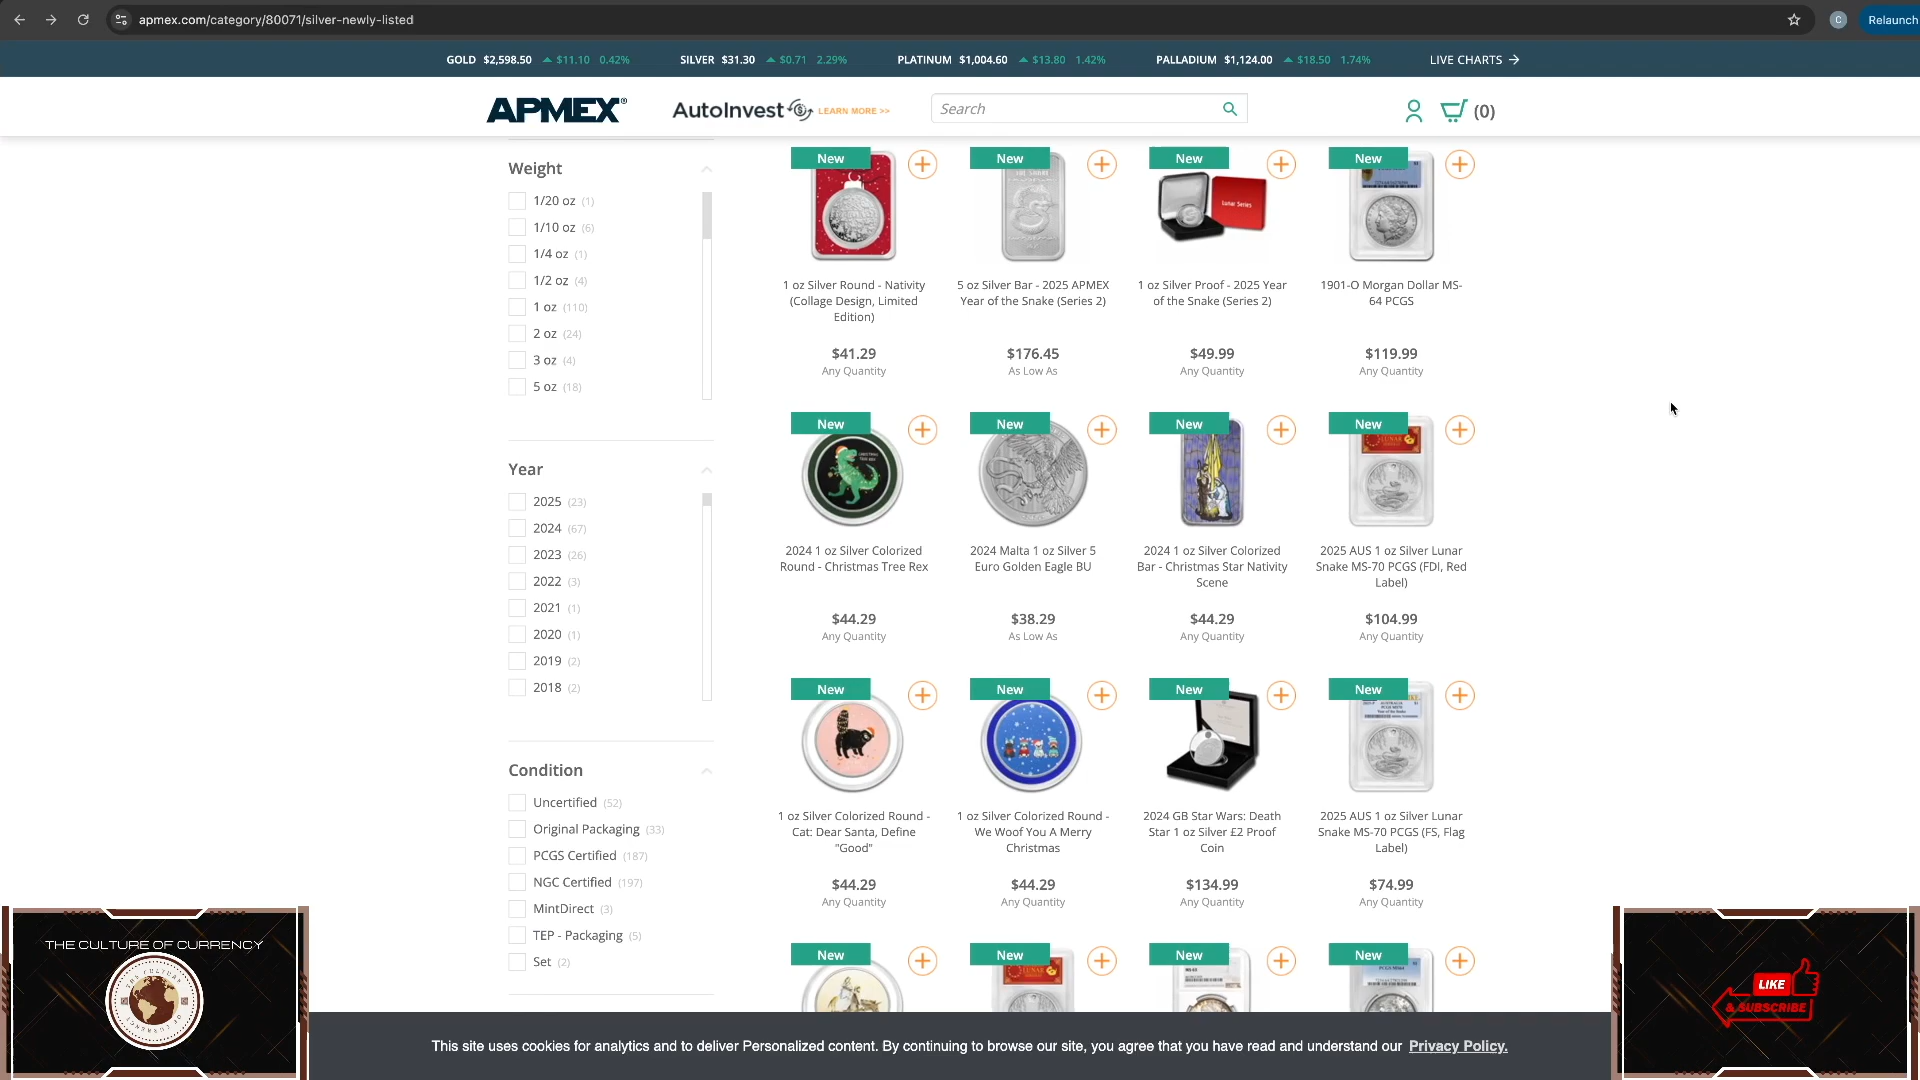 apmex.com/category/80071/silver-newly-listed
C
Relaunch
GOLD $2,598.50 $11.10 0.42%
SILVER $31.30 $0.71 2.29%
PLATINUM $1,004.60 $13.80 1.42%
PALLADIUM $1,124.00 $18.50 1.74%
LIVE CHARTS
APMEX
AutoInvest LEARN MORE >>
Search
(0)
Weight
1/20 oz (1)
1/10 oz (6)
1/4 oz (1)
1/2 oz (4)
1 oz (110)
2 oz (24)
3 oz (4)
5 oz (18)
Year
2025 (23)
2024 (67)
2023 (26)
2022 (3)
2021 (1)
2020 (1)
2019 (2)
2018 (2)
Condition
Uncertified (52)
Original Packaging (33)
PCGS Certified (187)
NGC Certified (197)
MintDirect (3)
TEP - Packaging (5)
Set (2)
New
1 oz Silver Round - Nativity
(Collage Design, Limited
Edition)
$41.29
Any Quantity
New
5 oz Silver Bar - 2025 APMEX
Year of the Snake (Series 2)
$176.45
As Low As
New
Lunar Series
1 oz Silver Proof - 2025 Year
of the Snake (Series 2)
$49.99
Any Quantity
New
1901-O Morgan Dollar MS-
64 PCGS
$119.99
Any Quantity
New
2024 1 oz Silver Colorized
Round - Christmas Tree Rex
$44.29
Any Quantity
New
2024 Malta 1 oz Silver 5
Euro Golden Eagle BU
$38.29
As Low As
New
2024 1 oz Silver Colorized
Bar - Christmas Star Nativity
Scene
$44.29
Any Quantity
New
LUNAR
2025 AUS 1 oz Silver Lunar
Snake MS-70 PCGS (FDI, Red
Label)
$104.99
Any Quantity
New
1 oz Silver Colorized Round -
Cat: Dear Santa, Define
"Good"
$44.29
Any Quantity
New
1 oz Silver Colorized Round -
We Woof You A Merry
Christmas
$44.29
Any Quantity
New
2024 GB Star Wars: Death
Star 1 oz Silver £2 Proof
Coin
$134.99
Any Quantity
New
2025 AUS 1 oz Silver Lunar
Snake MS-70 PCGS (FS, Flag
Label)
$74.99
Any Quantity
New
New
LUNAR
New
New
THE CULTURE OF CURRENCY
LIKE
& SUBSCRIBE
This site uses cookies for analytics and to deliver Personalized content. By continuing to browse our site, you agree that you have read and understand our Privacy Policy.